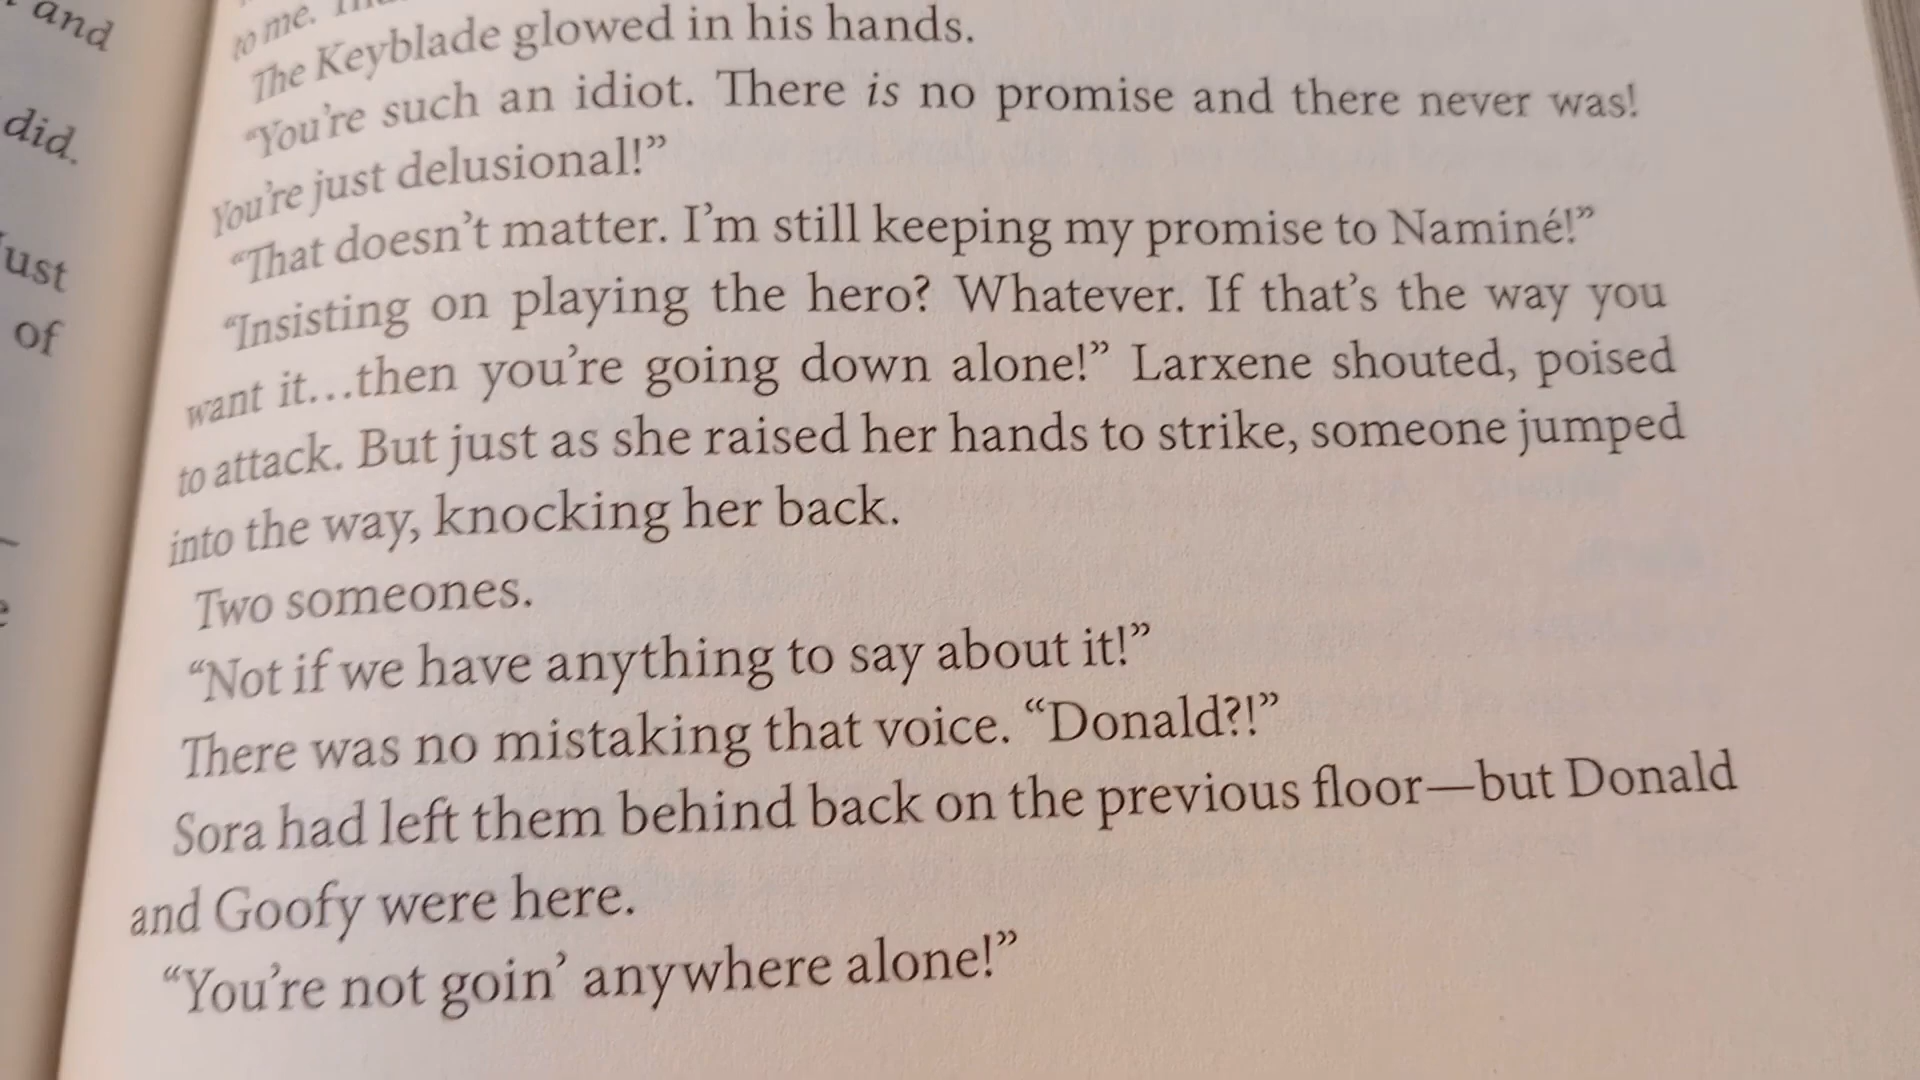 and
did.
of
to me.
The Keyblade glowed in his hands.
“You’re such an idiot. There is no promise and there never was!
You’re just delusional!”
“That doesn’t matter. I’m still keeping my promise to Naminé!”
“Insisting on playing the hero? Whatever. If that’s the way you
want it…then you’re going down alone!” Larxene shouted, poised
to attack. But just as she raised her hands to strike, someone jumped
into the way, knocking her back.
Two someones.
“Not if we have anything to say about it!”
There was no mistaking that voice. “Donald?!”
Sora had left them behind back on the previous floor—but Donald
and Goofy were here.
“You’re not goin’ anywhere alone!”